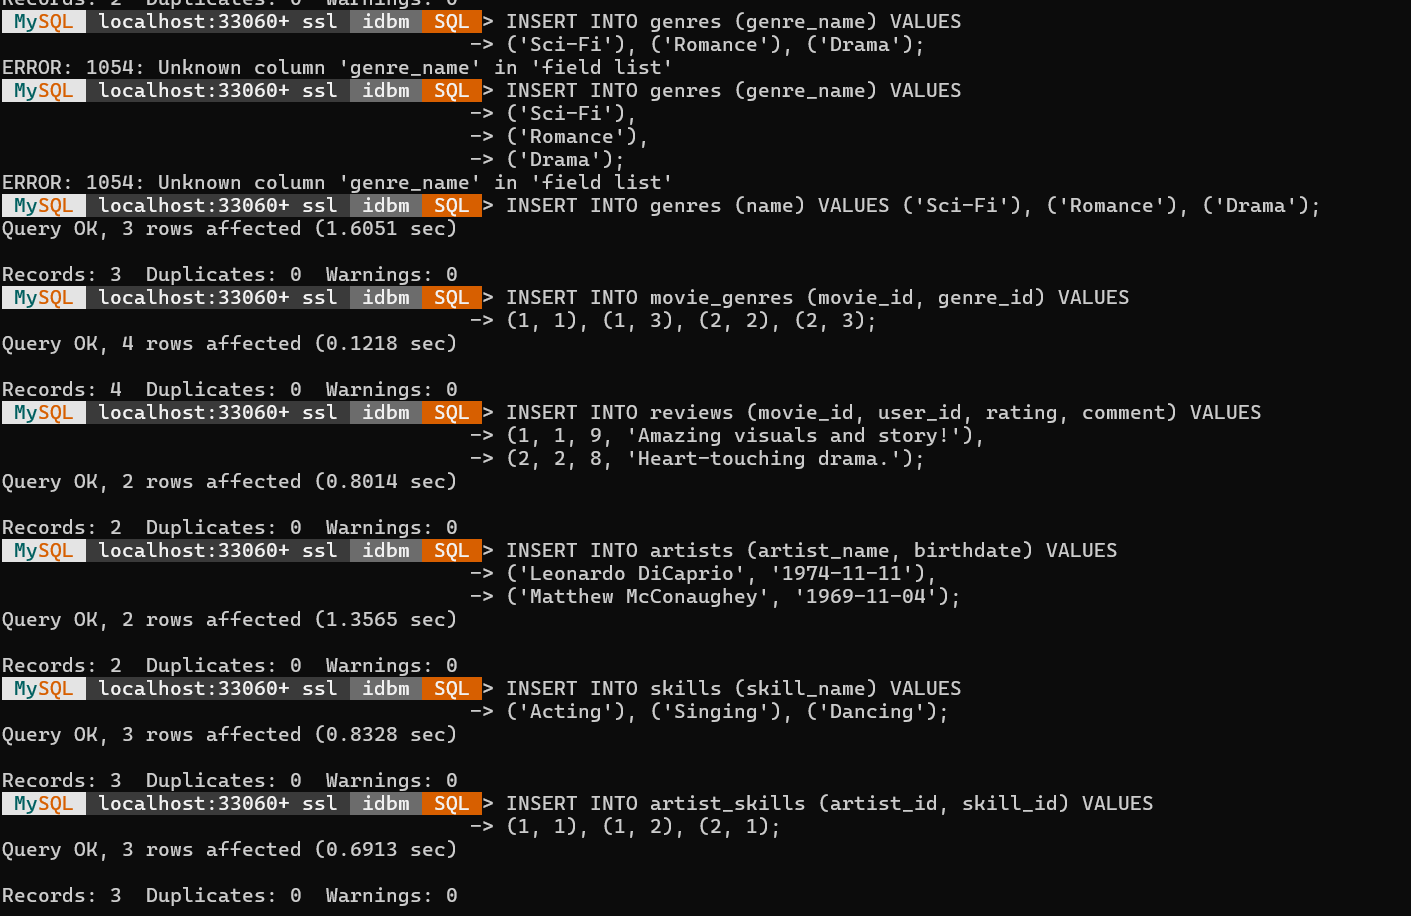 Records: 2  Duplicates: 0  Warnings: 0
MySQL localhost:33060+ ssl idbm SQL > INSERT INTO genres (genre_name) VALUES
-> ('Sci-Fi'), ('Romance'), ('Drama');
ERROR: 1054: Unknown column 'genre_name' in 'field list'
MySQL localhost:33060+ ssl idbm SQL > INSERT INTO genres (genre_name) VALUES
-> ('Sci-Fi'),
-> ('Romance'),
-> ('Drama');
ERROR: 1054: Unknown column 'genre_name' in 'field list'
MySQL localhost:33060+ ssl idbm SQL > INSERT INTO genres (name) VALUES ('Sci-Fi'), ('Romance'), ('Drama');
Query OK, 3 rows affected (1.6051 sec)
Records: 3  Duplicates: 0  Warnings: 0
MySQL localhost:33060+ ssl idbm SQL > INSERT INTO movie_genres (movie_id, genre_id) VALUES
-> (1, 1), (1, 3), (2, 2), (2, 3);
Query OK, 4 rows affected (0.1218 sec)
Records: 4  Duplicates: 0  Warnings: 0
MySQL localhost:33060+ ssl idbm SQL > INSERT INTO reviews (movie_id, user_id, rating, comment) VALUES
-> (1, 1, 9, 'Amazing visuals and story!'),
-> (2, 2, 8, 'Heart-touching drama.');
Query OK, 2 rows affected (0.8014 sec)
Records: 2  Duplicates: 0  Warnings: 0
MySQL localhost:33060+ ssl idbm SQL > INSERT INTO artists (artist_name, birthdate) VALUES
-> ('Leonardo DiCaprio', '1974-11-11'),
-> ('Matthew McConaughey', '1969-11-04');
Query OK, 2 rows affected (1.3565 sec)
Records: 2  Duplicates: 0  Warnings: 0
MySQL localhost:33060+ ssl idbm SQL > INSERT INTO skills (skill_name) VALUES
-> ('Acting'), ('Singing'), ('Dancing');
Query OK, 3 rows affected (0.8328 sec)
Records: 3  Duplicates: 0  Warnings: 0
MySQL localhost:33060+ ssl idbm SQL > INSERT INTO artist_skills (artist_id, skill_id) VALUES
-> (1, 1), (1, 2), (2, 1);
Query OK, 3 rows affected (0.6913 sec)
Records: 3  Duplicates: 0  Warnings: 0